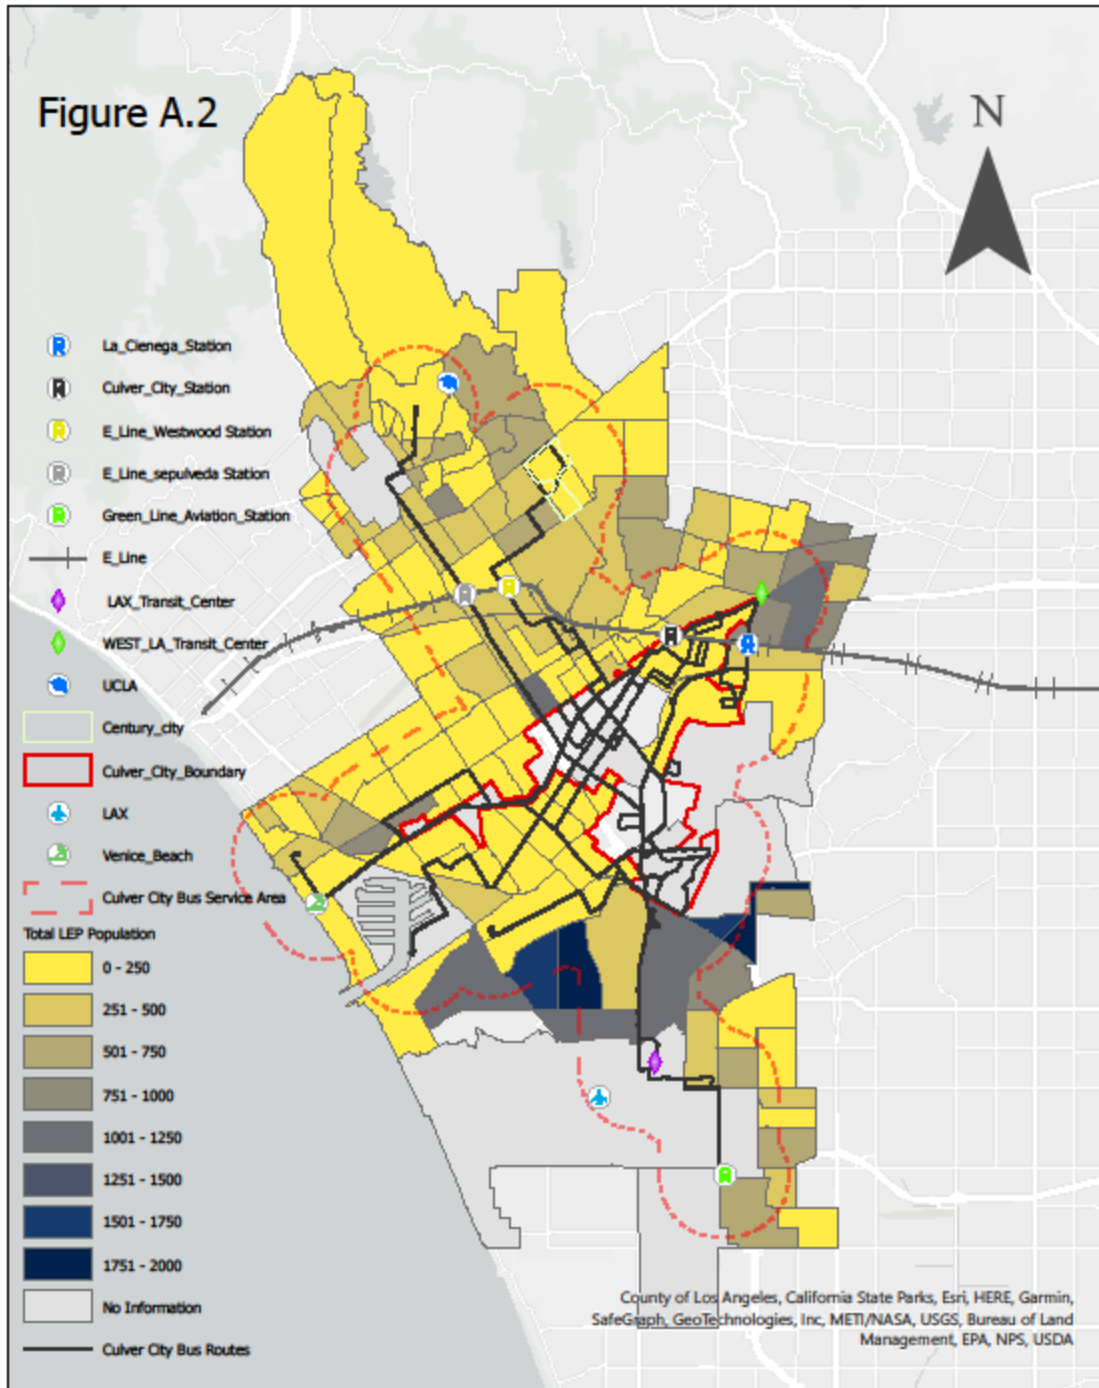 Figure A.2
N
La_Cienega_Station
Culver_City_Station
E_Line_Westwood Station
E_Line_sepulveda Station
Green_Line_Aviation_Station
E_Line
LAX_Transit_Center
WEST_LA_Transit_Center
UCLA
Century_city
Culver_City_Boundary
LAX
Venice_Beach
Culver City Bus Service Area
Total LEP Population
0 - 250
251 - 500
501 - 750
751 - 1000
1001 - 1250
1251 - 1500
1501 - 1750
1751 - 2000
No Information
Culver City Bus Routes
County of Los Angeles, California State Parks, Esri, HERE, Garmin,
SafeGraph, GeoTechnologies, Inc, METI/NASA, USGS, Bureau of Land
Management, EPA, NPS, USDA